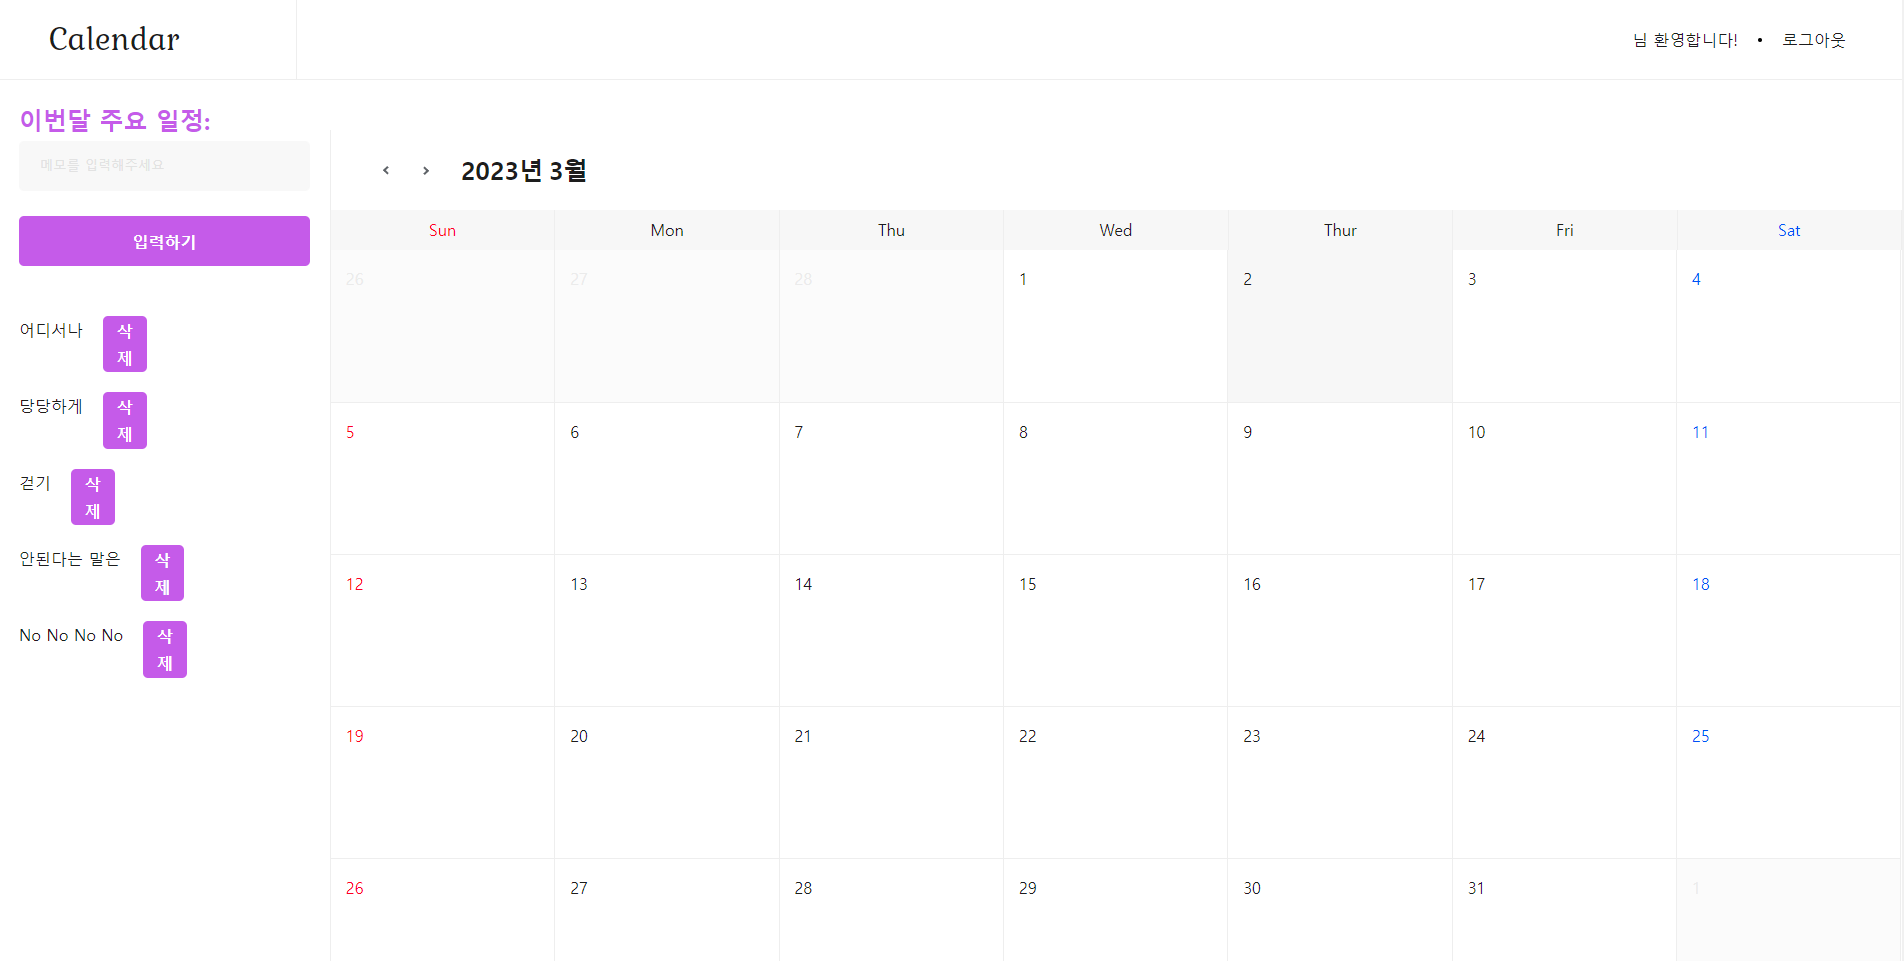 Calendar
님 환영합니다! • 로그아웃
이번달 주요 일정:
메모를 입력해주세요
입력하기
어디서나 삭제
당당하게 삭제
걷기 삭제
안된다는 말은 삭제
No No No No 삭제
< > 2023년 3월
Sun Mon Thu Wed Thur Fri Sat
26 27 28 1 2 3 4
5 6 7 8 9 10 11
12 13 14 15 16 17 18
19 20 21 22 23 24 25
26 27 28 29 30 31 1